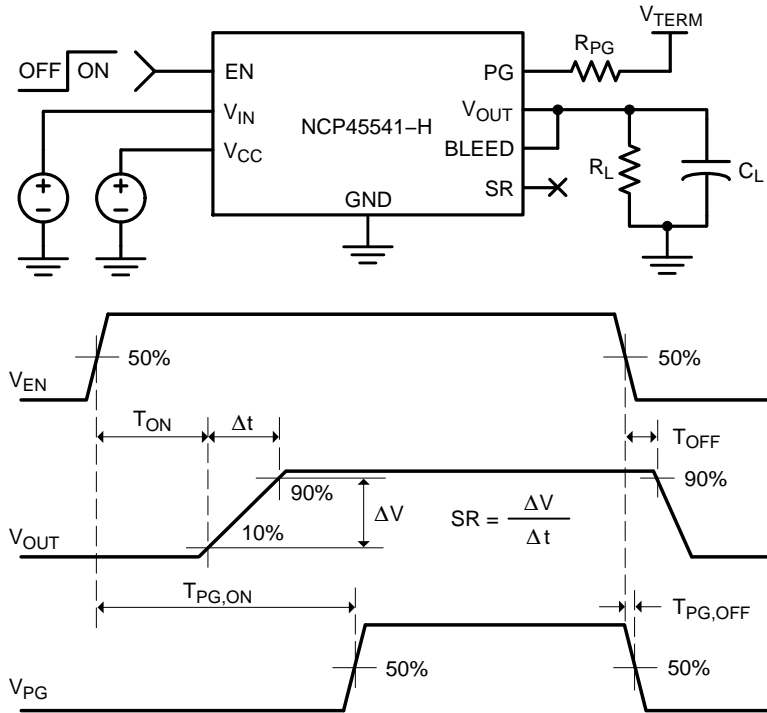 V_TERM
R_PG
OFF ON
EN
PG
V_IN
V_OUT
NCP45541–H
V_CC
BLEED
R_L
C_L
SR
GND
+
–
+
–
50%
50%
V_EN
T_ON
Δt
T_OFF
90%
ΔV
90%
SR = ΔV / Δt
10%
V_OUT
T_PG,ON
T_PG,OFF
50%
50%
V_PG